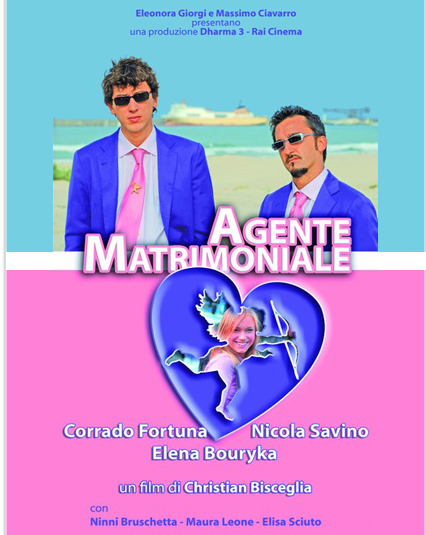 Eleonora Giorgi e Massimo Ciavarro
presentano
una produzione Dharma 3 - Rai Cinema
AGENTE
MATRIMONIALE
Corrado Fortuna Nicola Savino
Elena Bouryka
un film di Christian Bisceglia
con
Ninni Bruschetta - Maura Leone - Elisa Sciuto